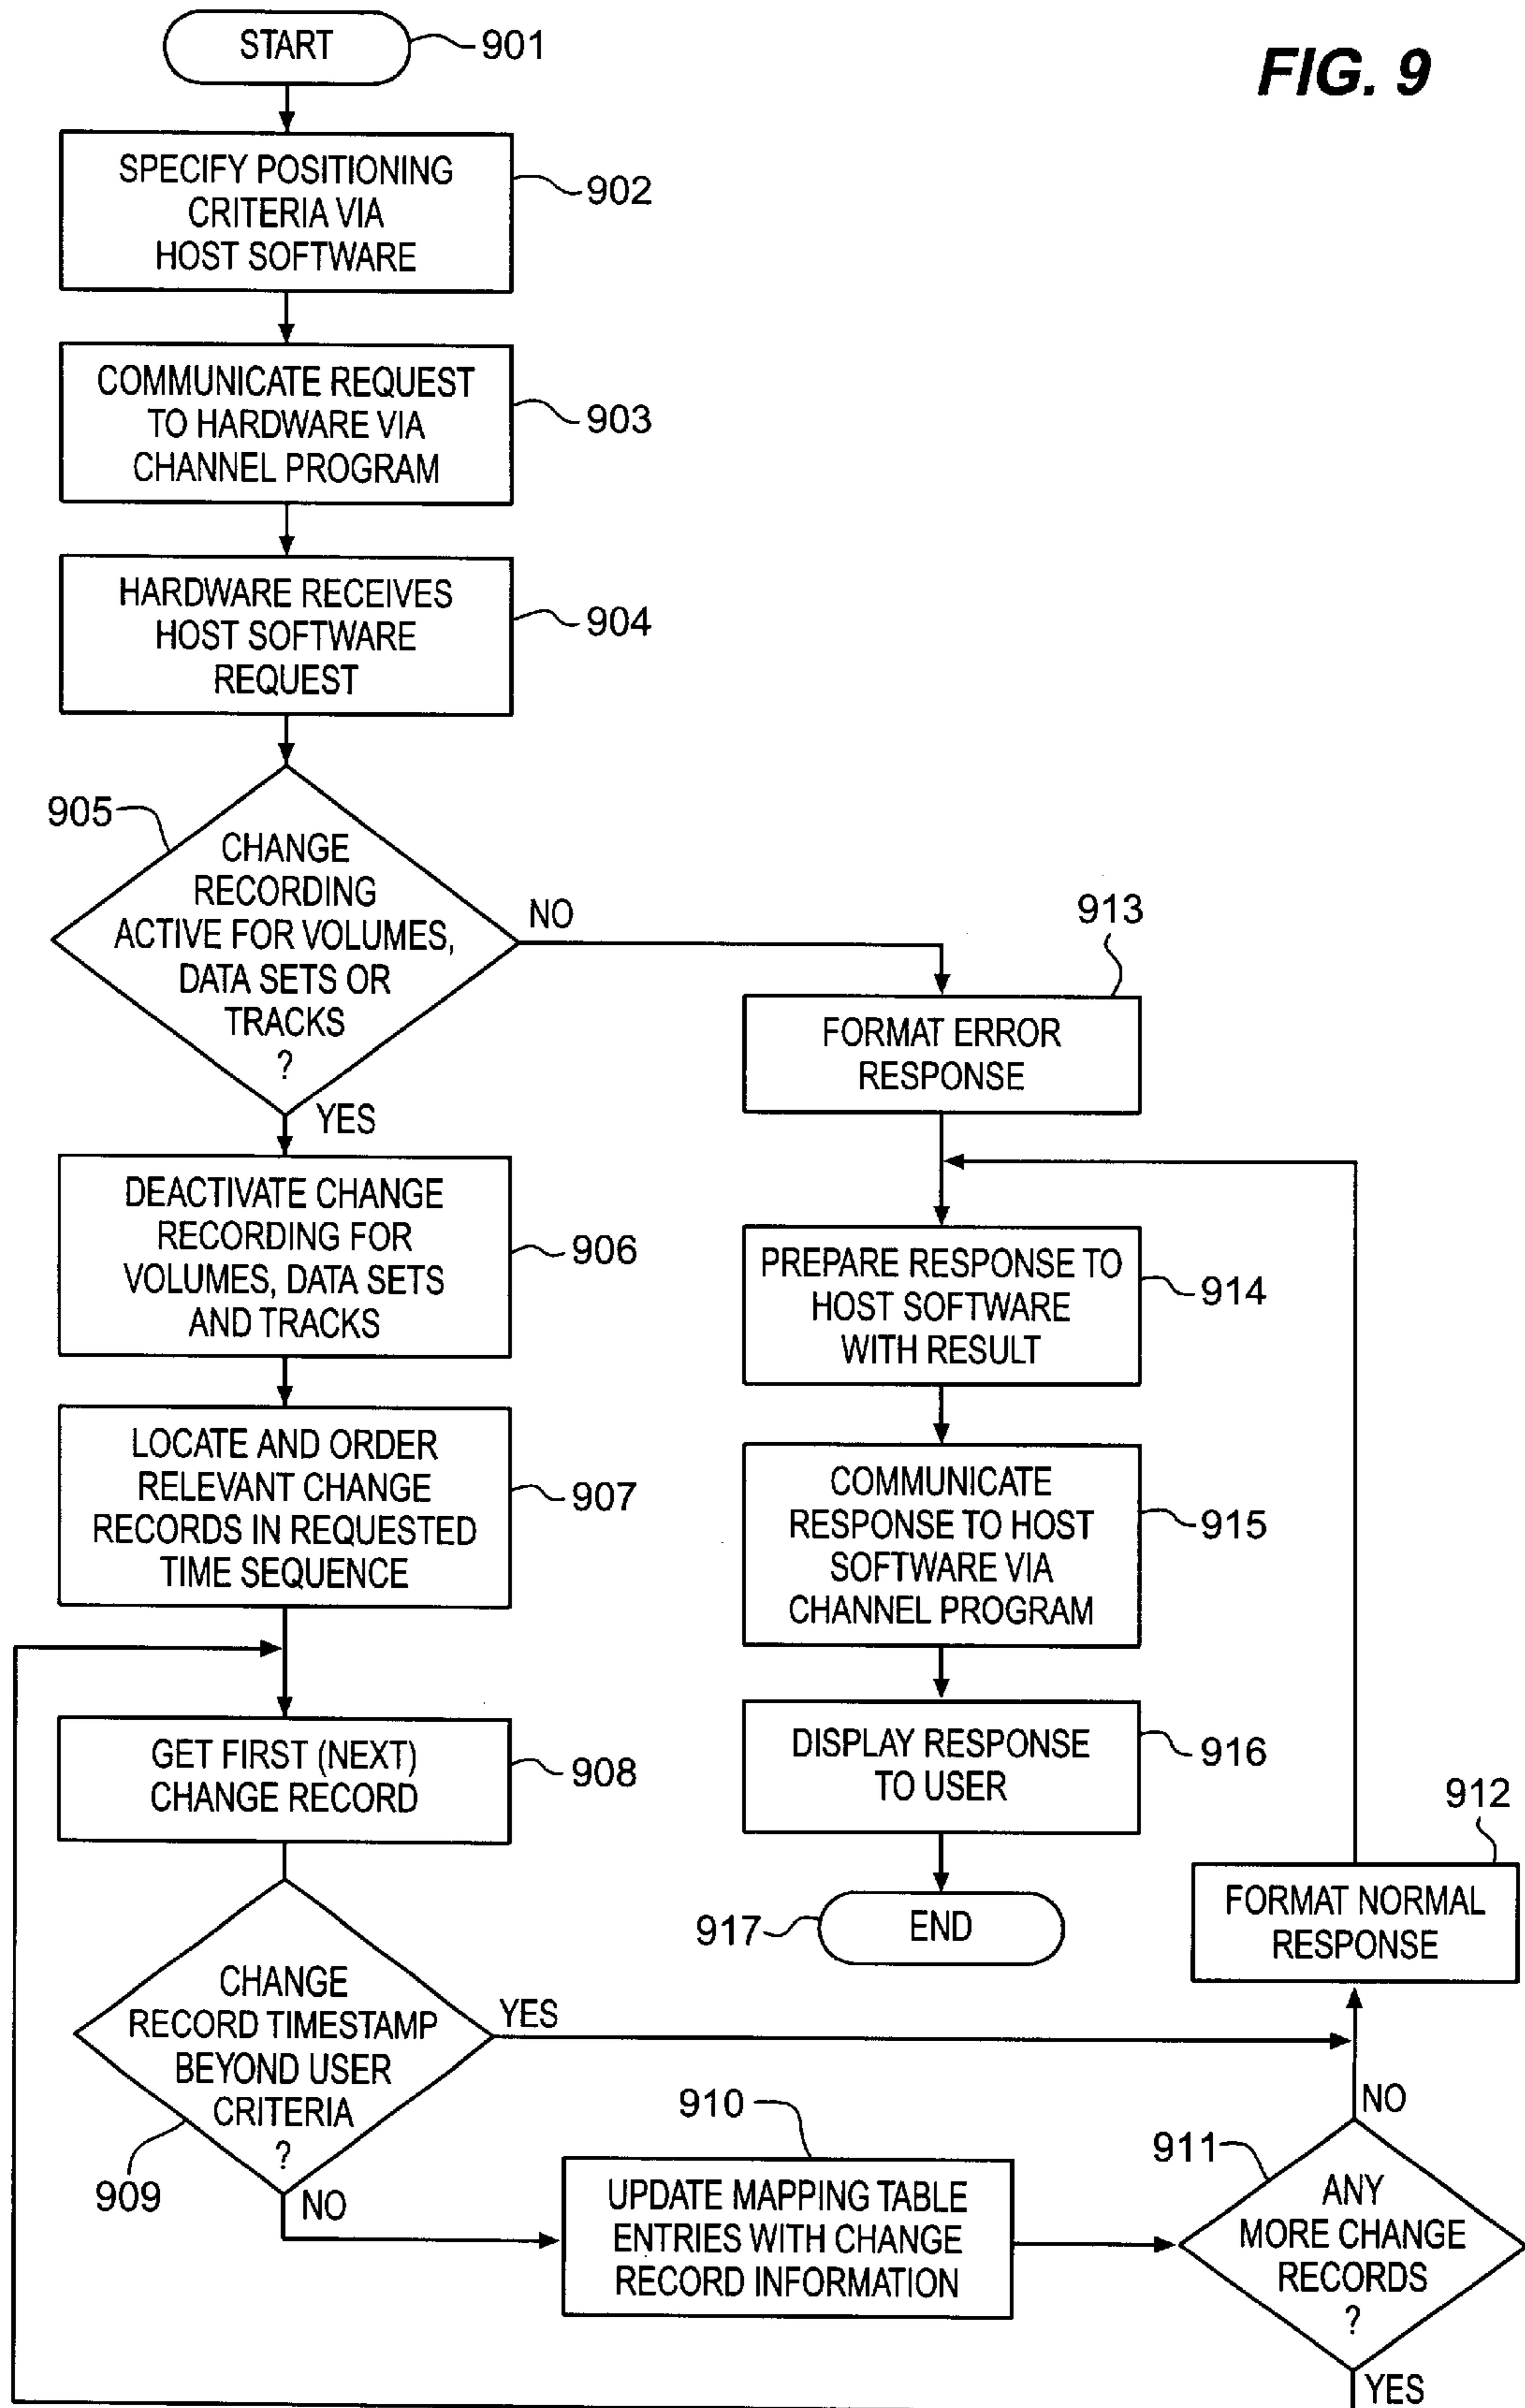 FIG. 9
START
901
SPECIFY POSITIONING
CRITERIA VIA
HOST SOFTWARE
902
COMMUNICATE REQUEST
TO HARDWARE VIA
CHANNEL PROGRAM
903
HARDWARE RECEIVES
HOST SOFTWARE
REQUEST
904
905
CHANGE
RECORDING
ACTIVE FOR VOLUMES,
DATA SETS OR
TRACKS
?
NO
YES
913
FORMAT ERROR
RESPONSE
DEACTIVATE CHANGE
RECORDING FOR
VOLUMES, DATA SETS
AND TRACKS
906
PREPARE RESPONSE TO
HOST SOFTWARE
WITH RESULT
914
LOCATE AND ORDER
RELEVANT CHANGE
RECORDS IN REQUESTED
TIME SEQUENCE
907
COMMUNICATE
RESPONSE TO HOST
SOFTWARE VIA
CHANNEL PROGRAM
915
GET FIRST (NEXT)
CHANGE RECORD
908
DISPLAY RESPONSE
TO USER
916
912
FORMAT NORMAL
RESPONSE
917
END
CHANGE
RECORD TIMESTAMP
BEYOND USER
CRITERIA
?
YES
909
NO
910
UPDATE MAPPING TABLE
ENTRIES WITH CHANGE
RECORD INFORMATION
NO
911
ANY
MORE CHANGE
RECORDS
?
YES